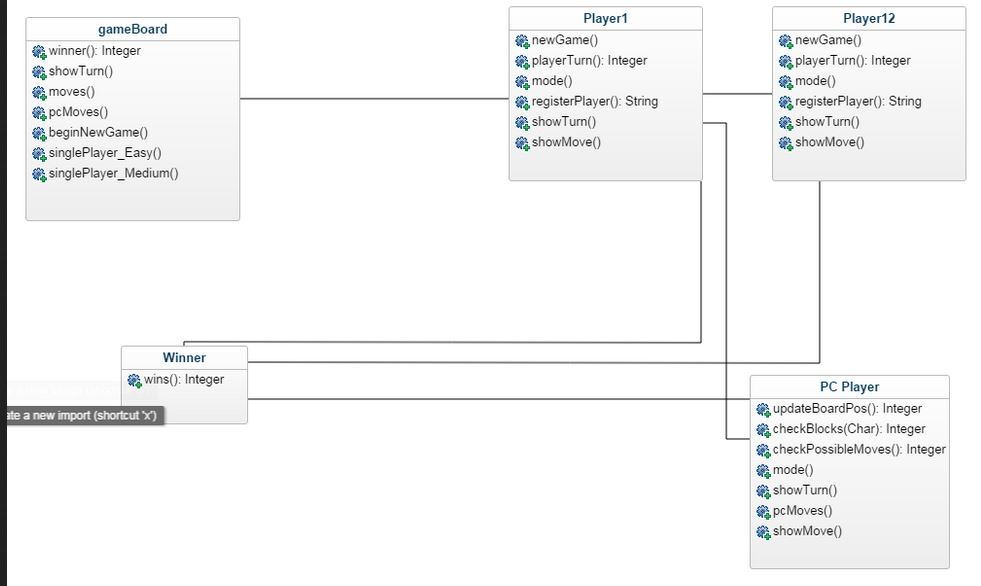 gameBoard
winner(): Integer
showTurn()
moves()
pcMoves()
beginNewGame()
singlePlayer_Easy()
singlePlayer_Medium()
Player1
newGame()
playerTurn(): Integer
mode()
registerPlayer(): String
showTurn()
showMove()
Player12
newGame()
playerTurn(): Integer
mode()
registerPlayer(): String
showTurn()
showMove()
Winner
wins(): Integer
ate a new import (shortcut 'x')
PC Player
updateBoardPos(): Integer
checkBlocks(Char): Integer
checkPossibleMoves(): Integer
mode()
showTurn()
pcMoves()
showMove()